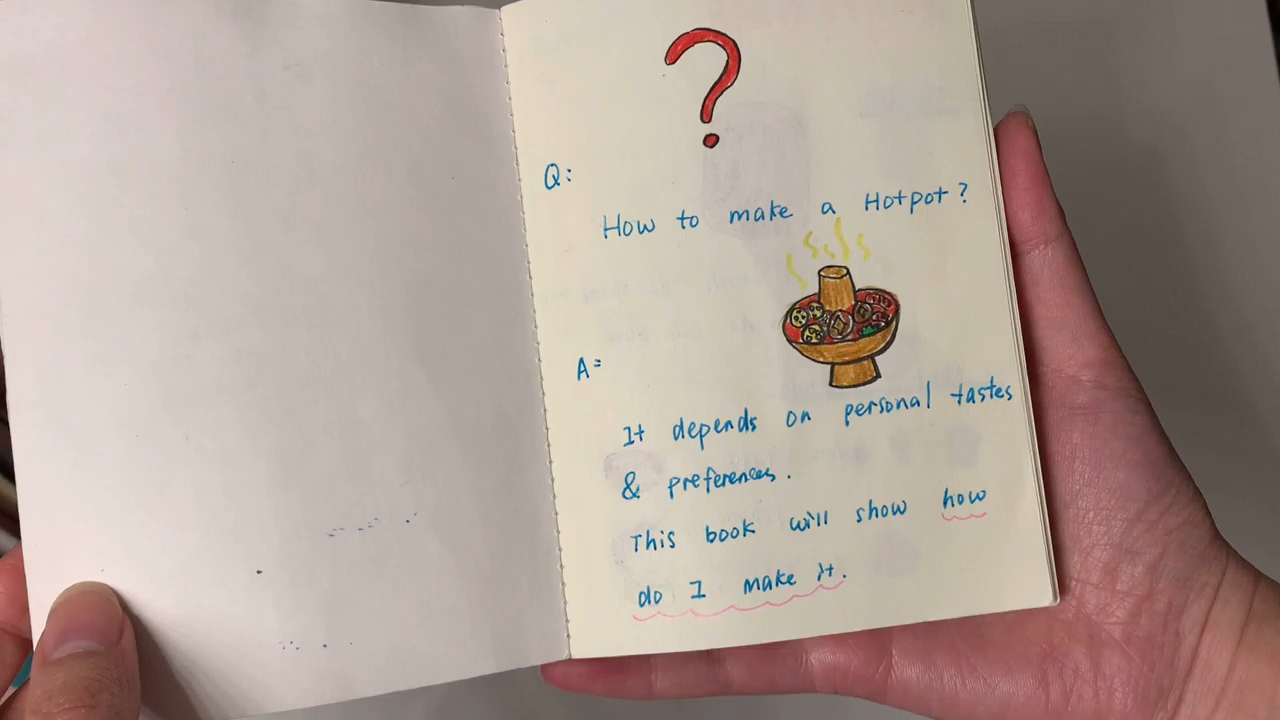 ?
Q:
How to make a Hotpot?
A:
It depends on personal tastes
& preferences.
This book will show how
do I make it.